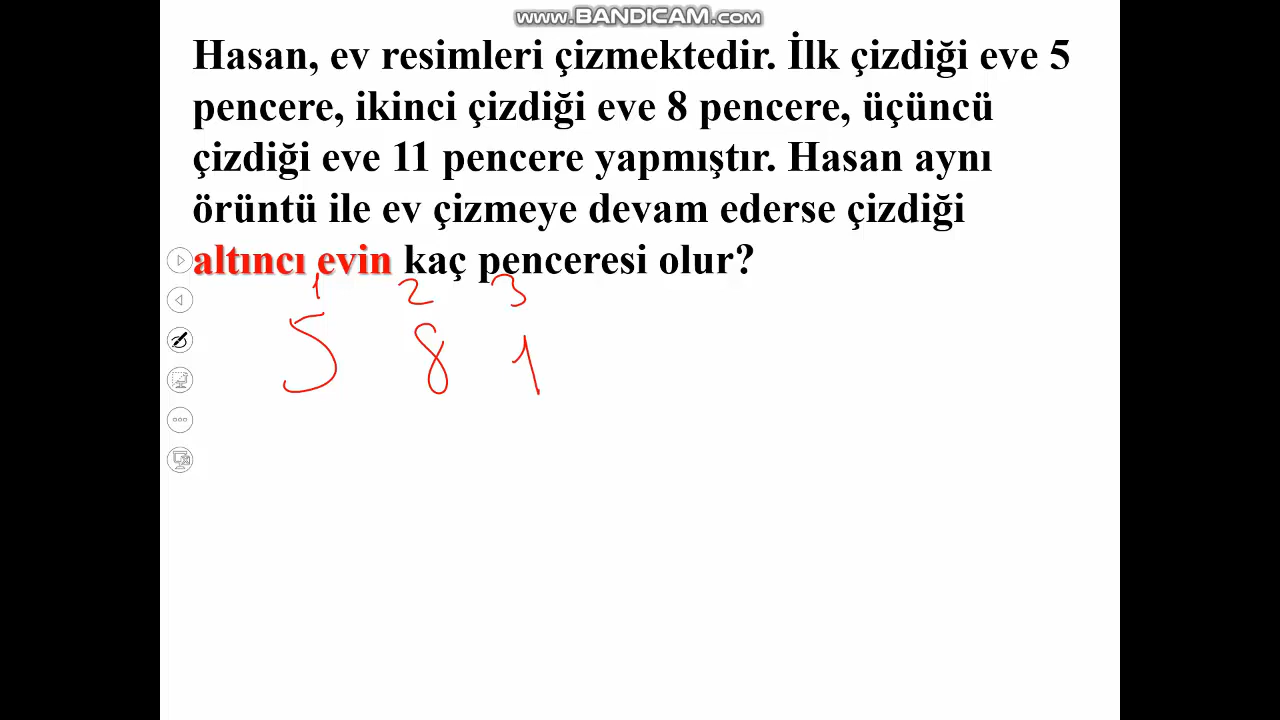 www.BANDICAM.com
Hasan, ev resimleri çizmektedir. İlk çizdiği eve 5
pencere, ikinci çizdiği eve 8 pencere, üçüncü
çizdiği eve 11 pencere yapmıştır. Hasan aynı
örüntü ile ev çizmeye devam ederse çizdiği
altıncı evin kaç penceresi olur?
1 2 3
5 8 1